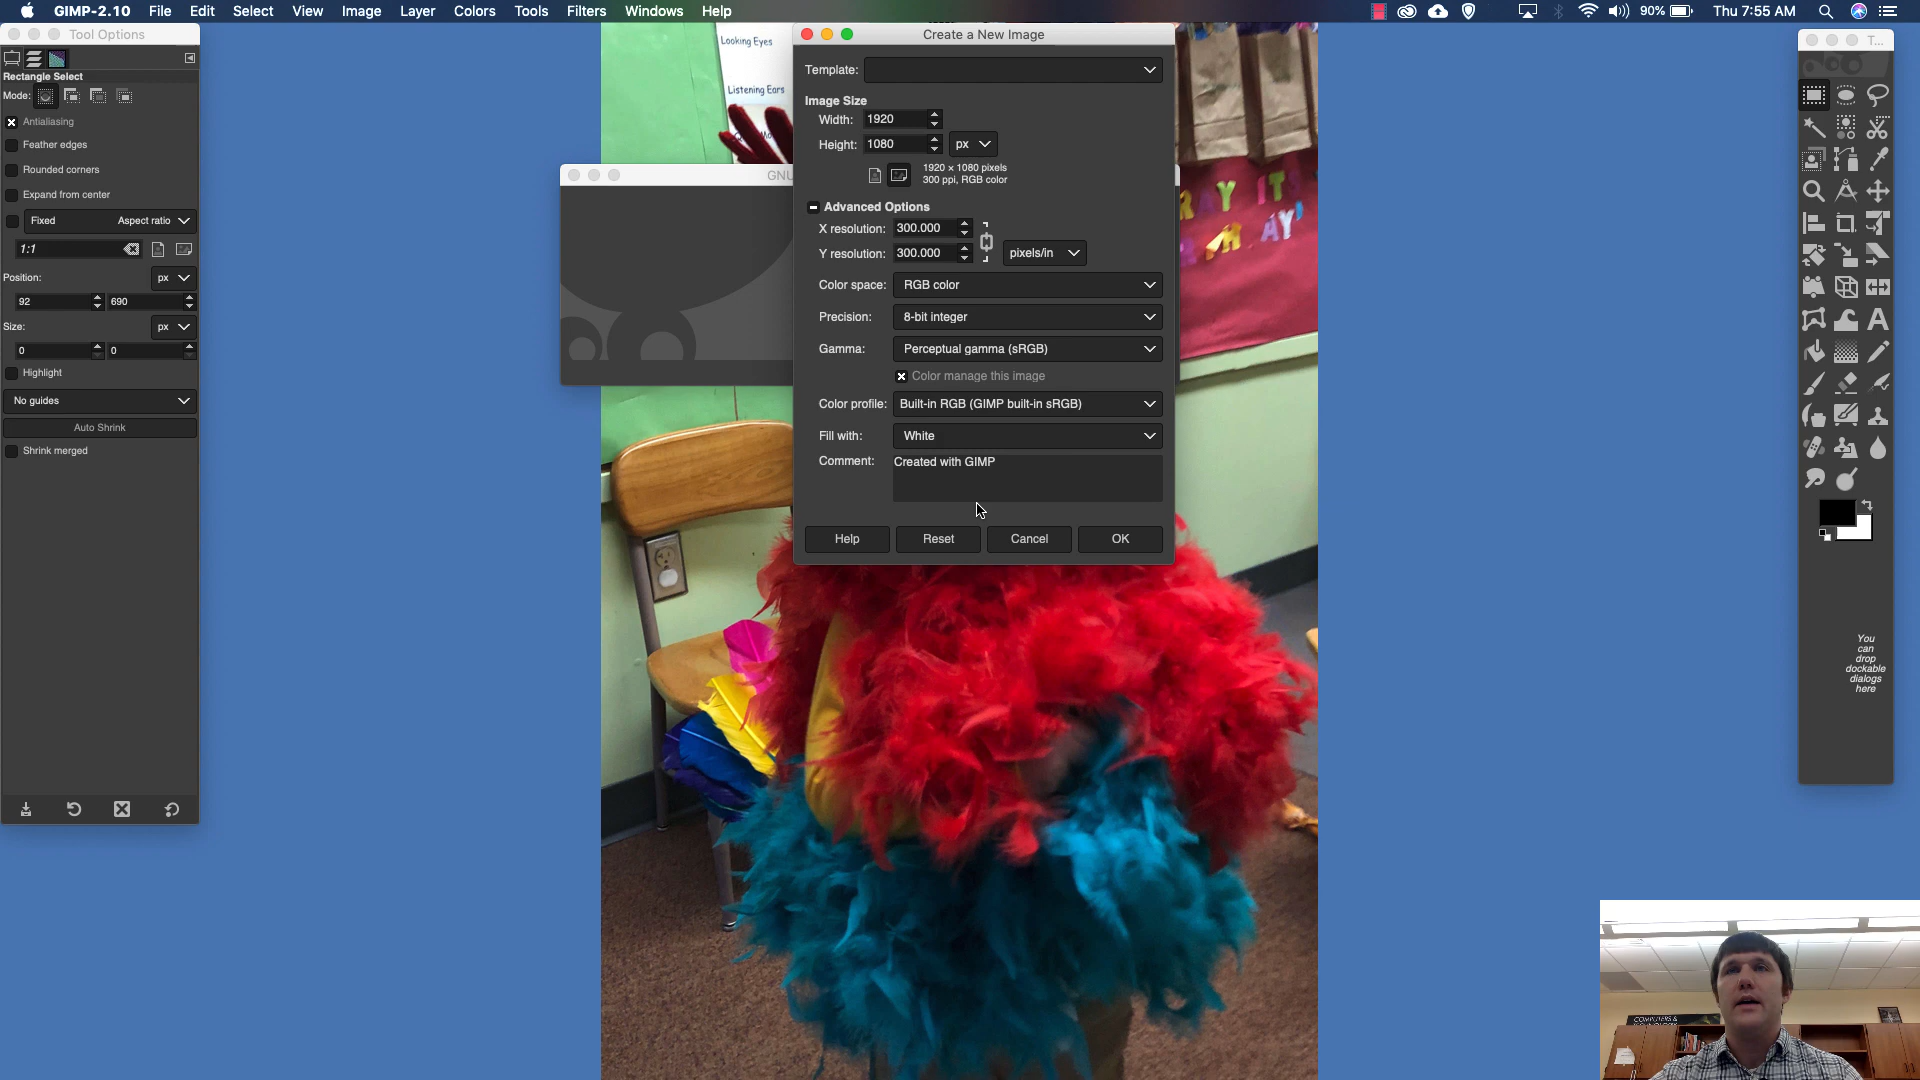 GIMP-2.10 File Edit Select View Image Layer Colors Tools Filters Windows Help
90% Thu 7:55 AM
Tool Options
Rectangle Select
Mode:
Antialiasing
Feather edges
Rounded corners
Expand from center
Fixed Aspect ratio
1:1
Position: px
92 690
Size: px
0 0
Highlight
No guides
Auto Shrink
Shrink merged
Looking Eyes
Listening Ears
GNU
Create a New Image
Template:
Image Size
Width: 1920
Height: 1080 px
1920 × 1080 pixels
300 ppi, RGB color
Advanced Options
X resolution: 300.000
Y resolution: 300.000 pixels/in
Color space: RGB color
Precision: 8-bit integer
Gamma: Perceptual gamma (sRGB)
Color manage this image
Color profile: Built-in RGB (GIMP built-in sRGB)
Fill with: White
Comment: Created with GIMP
Help Reset Cancel OK
T...
You
can
drop
dockable
dialogs
here
COMPUTERS &